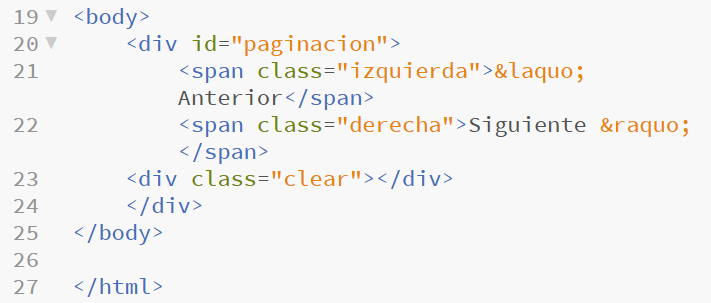 19 <body>
20 <div id="paginacion">
21 <span class="izquierda">&laquo;
Anterior</span>
22 <span class="derecha">Siguiente &raquo;
</span>
23 <div class="clear"></div>
24 </div>
25 </body>
26
27 </html>